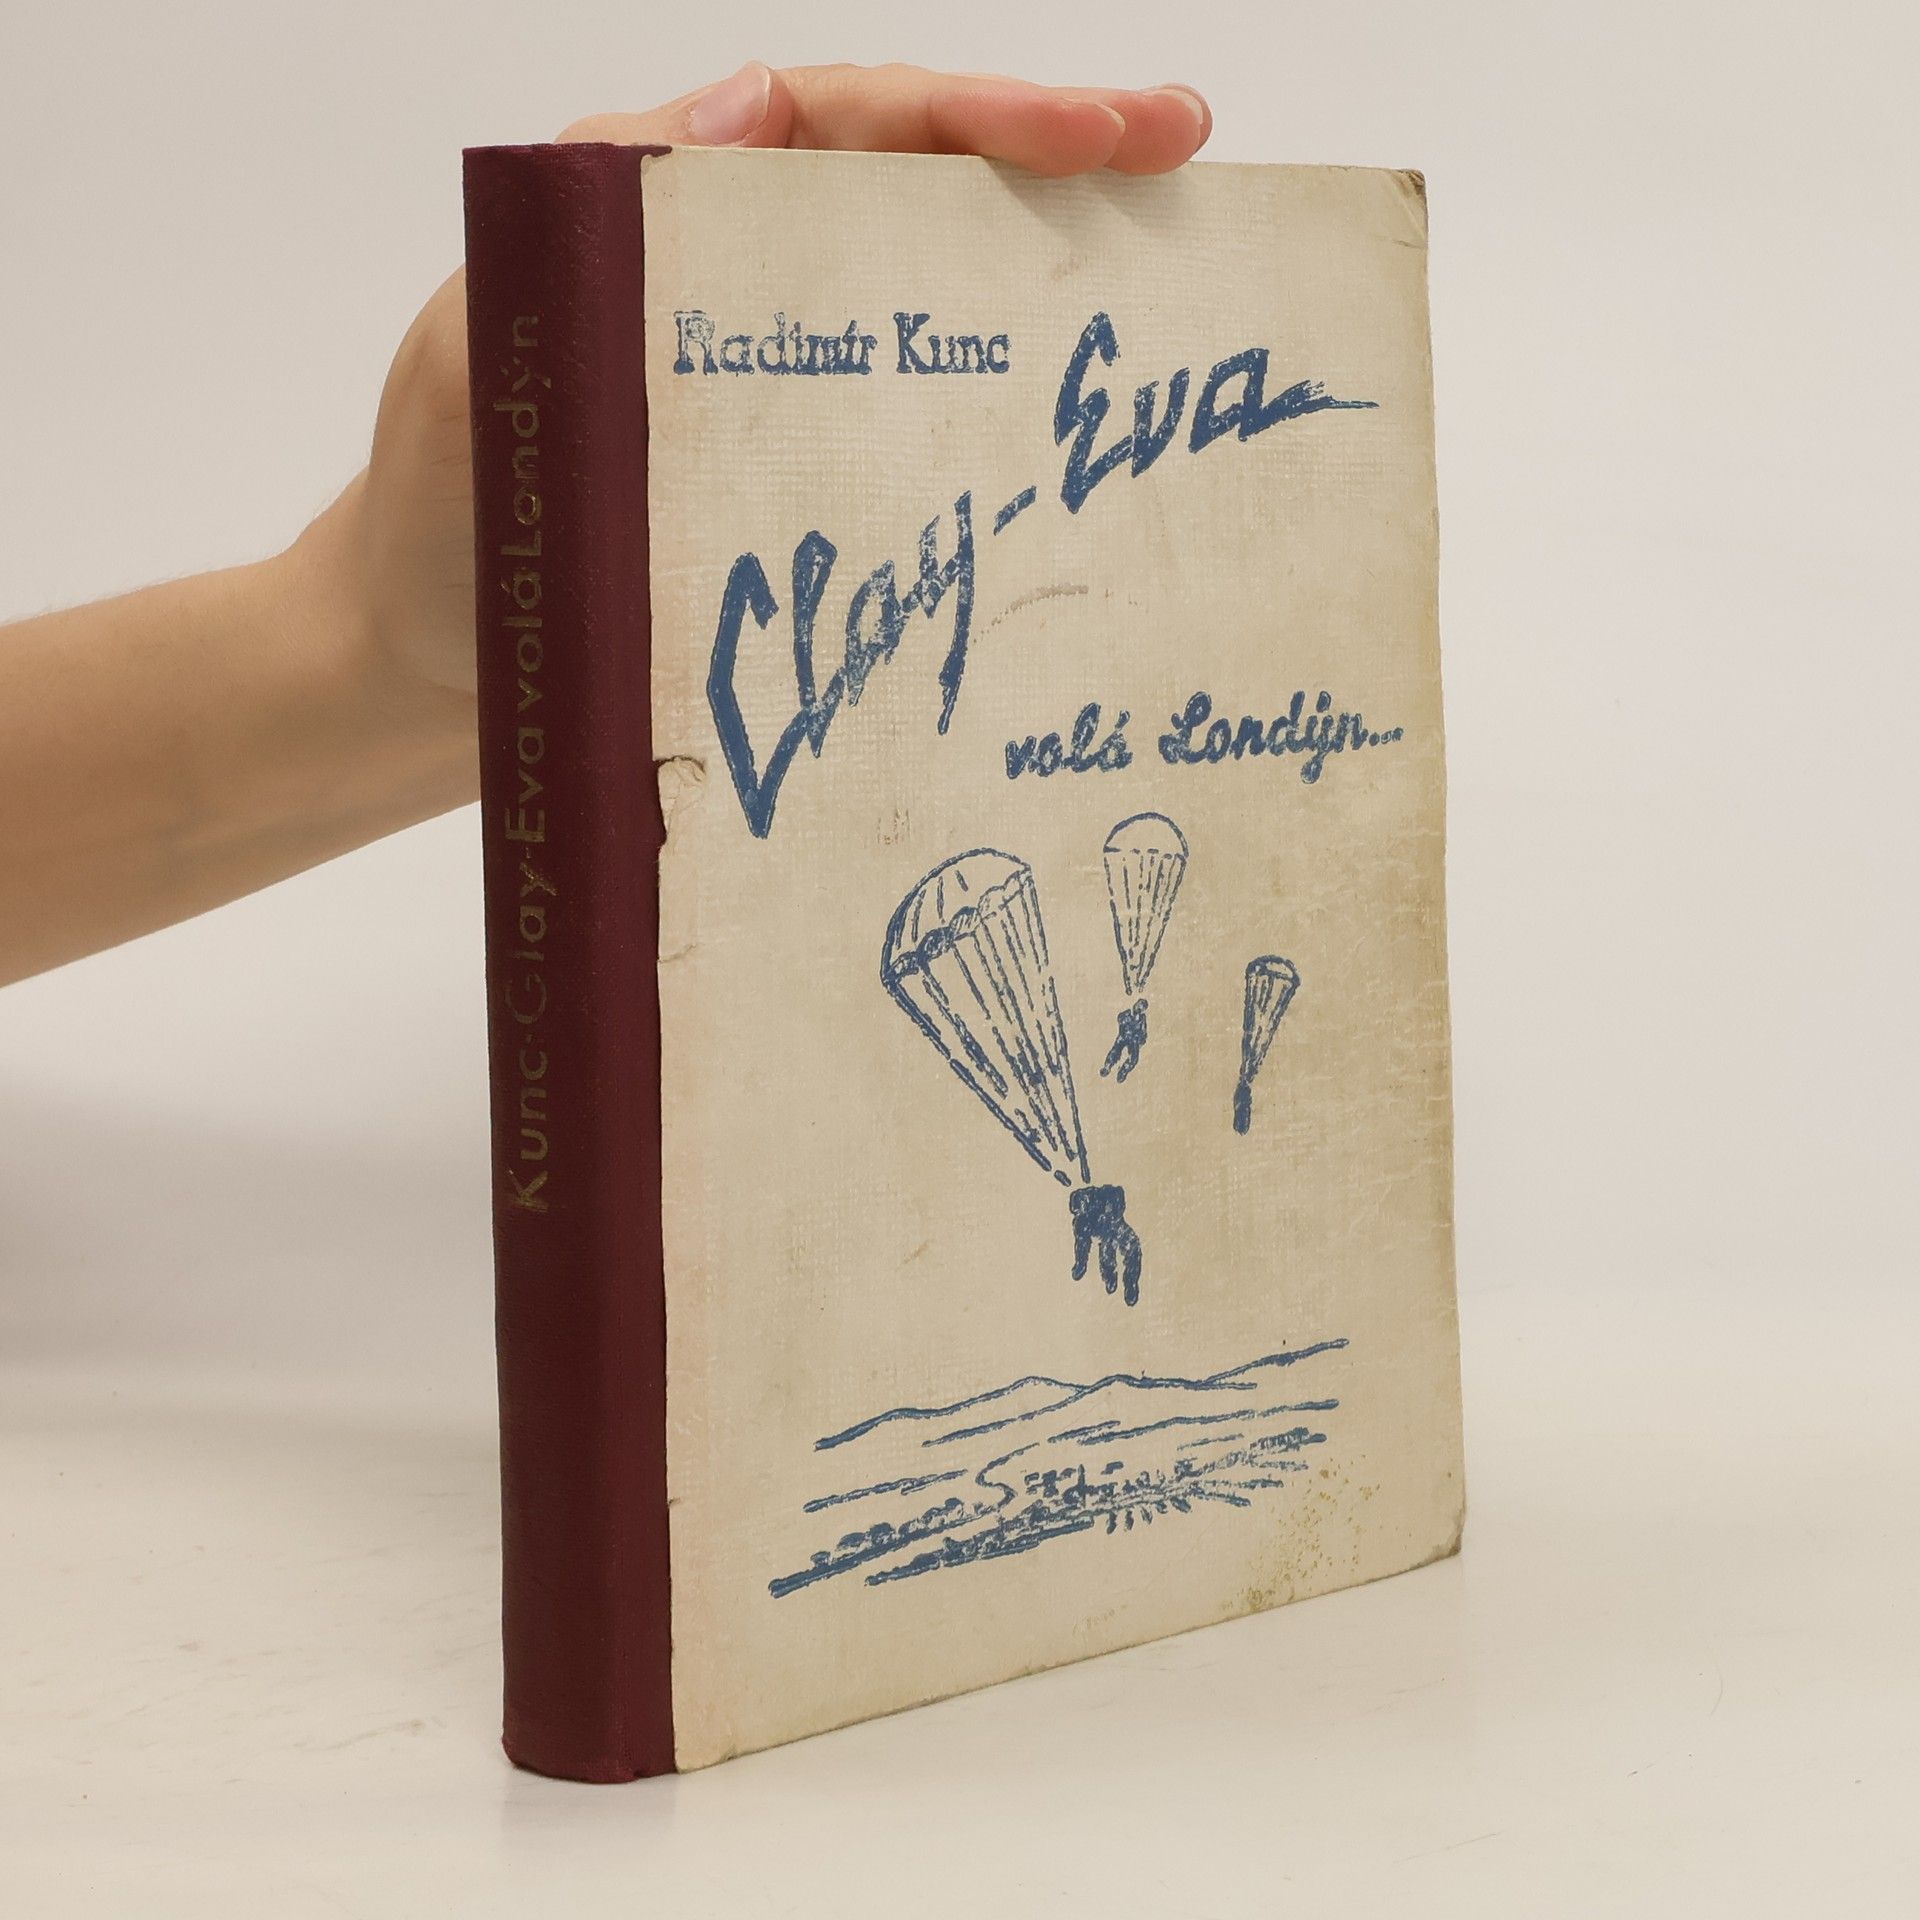 Kunc: Clay-Eva volá Londýn
Radimír Kunc
Clay-Eva
volá Londýn...